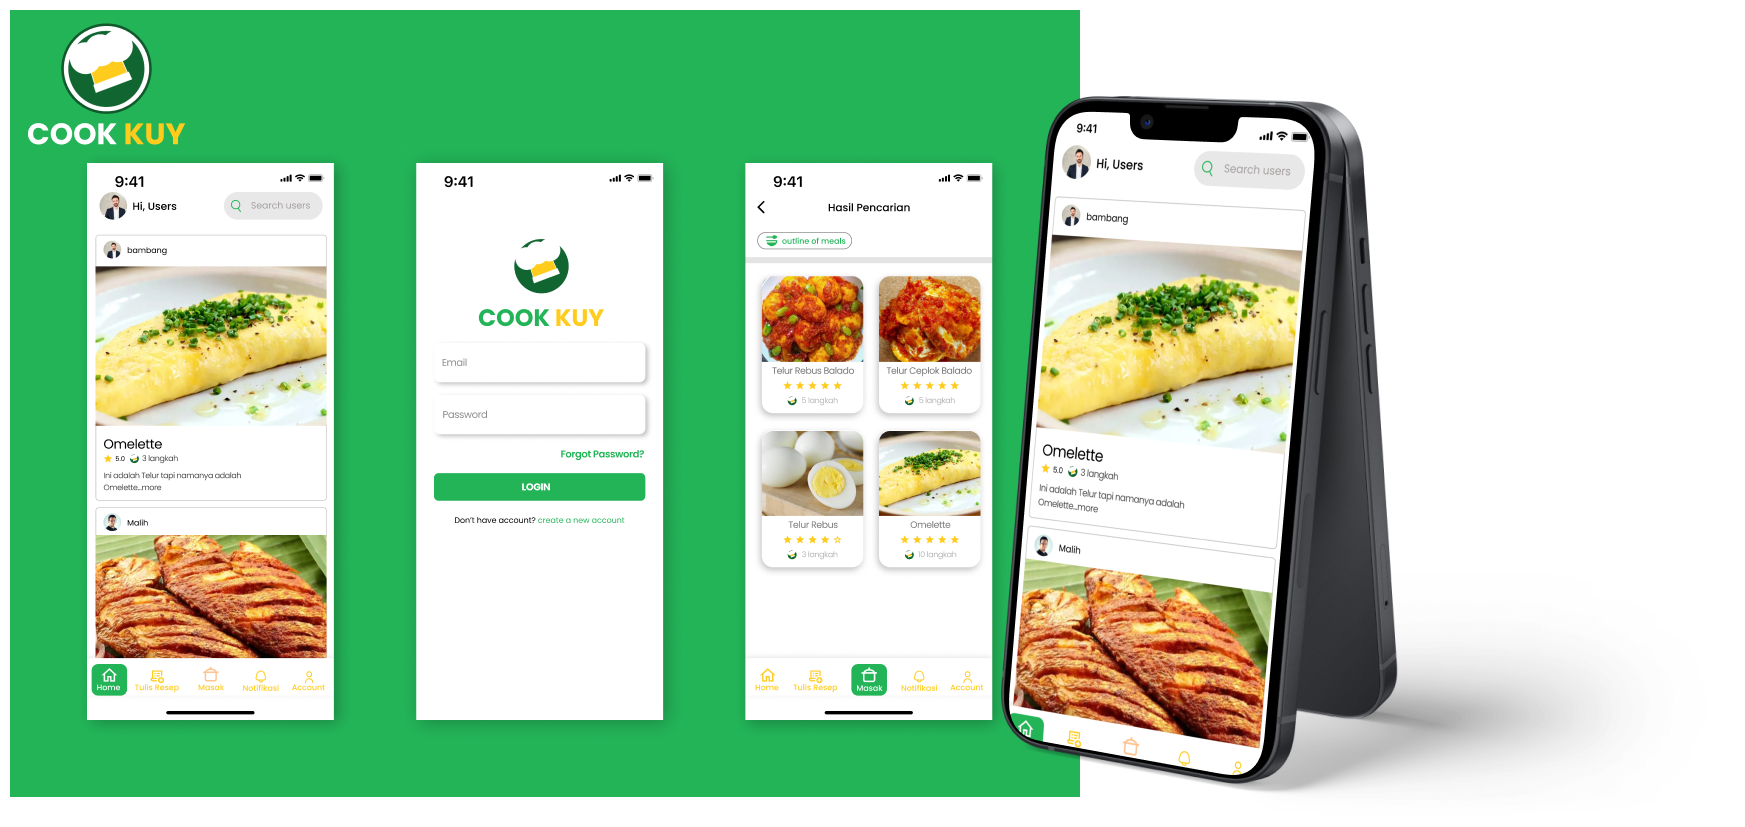 COOK KUY
9:41
Hi, Users
Search users
bambang
Omelette
5.0 3 langkah
Ini adalah Telur tapi namanya adalah
Omelette...more
Malih
Home
Tulis Resep
Masak
Notifikasi
Account
9:41
COOK KUY
Email
Password
Forgot Password?
LOGIN
Don't have account? create a new account
9:41
Hasil Pencarian
outline of meals
Telur Rebus Balado
5 langkah
Telur Ceplok Balado
5 langkah
Telur Rebus
3 langkah
Omelette
10 langkah
Home
Tulis Resep
Masak
Notifikasi
Account
9:41
Hi, Users
Search users
bambang
Omelette
5.0 3 langkah
Ini adalah Telur tapi namanya adalah
Omelette...more
Malih